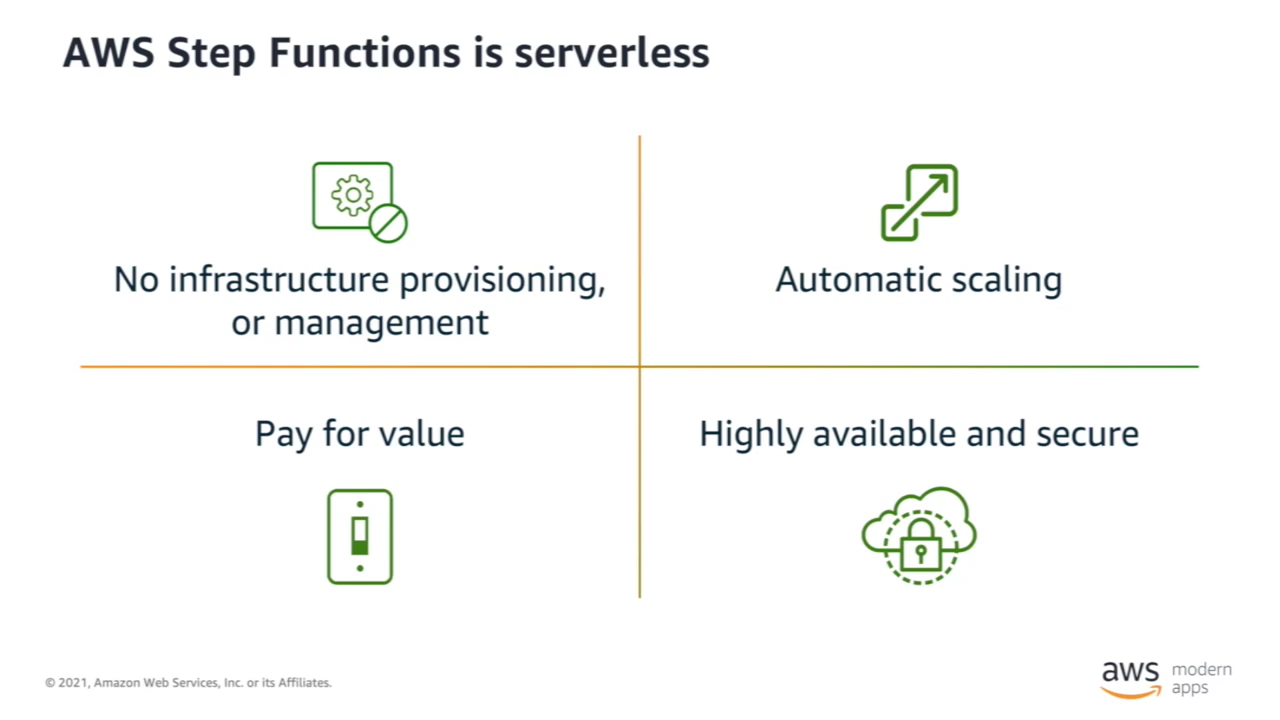 AWS Step Functions is serverless
No infrastructure provisioning,
or management
Automatic scaling
Pay for value
Highly available and secure
© 2021, Amazon Web Services, Inc. or its Affiliates.
aws modern
apps